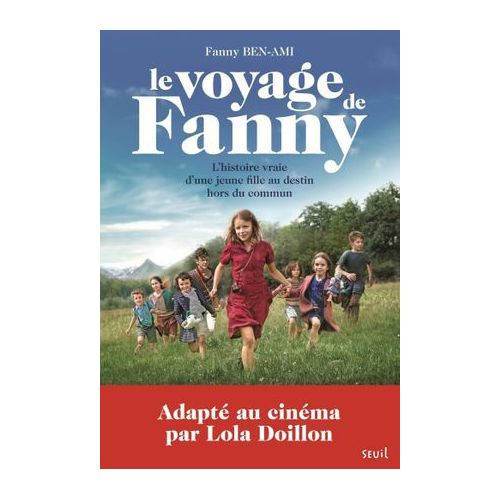 Fanny BEN-AMI
le voyage
de
Fanny
L'histoire vraie
d'une jeune fille au destin
hors du commun
Adapté au cinéma
par Lola Doillon
SEUIL